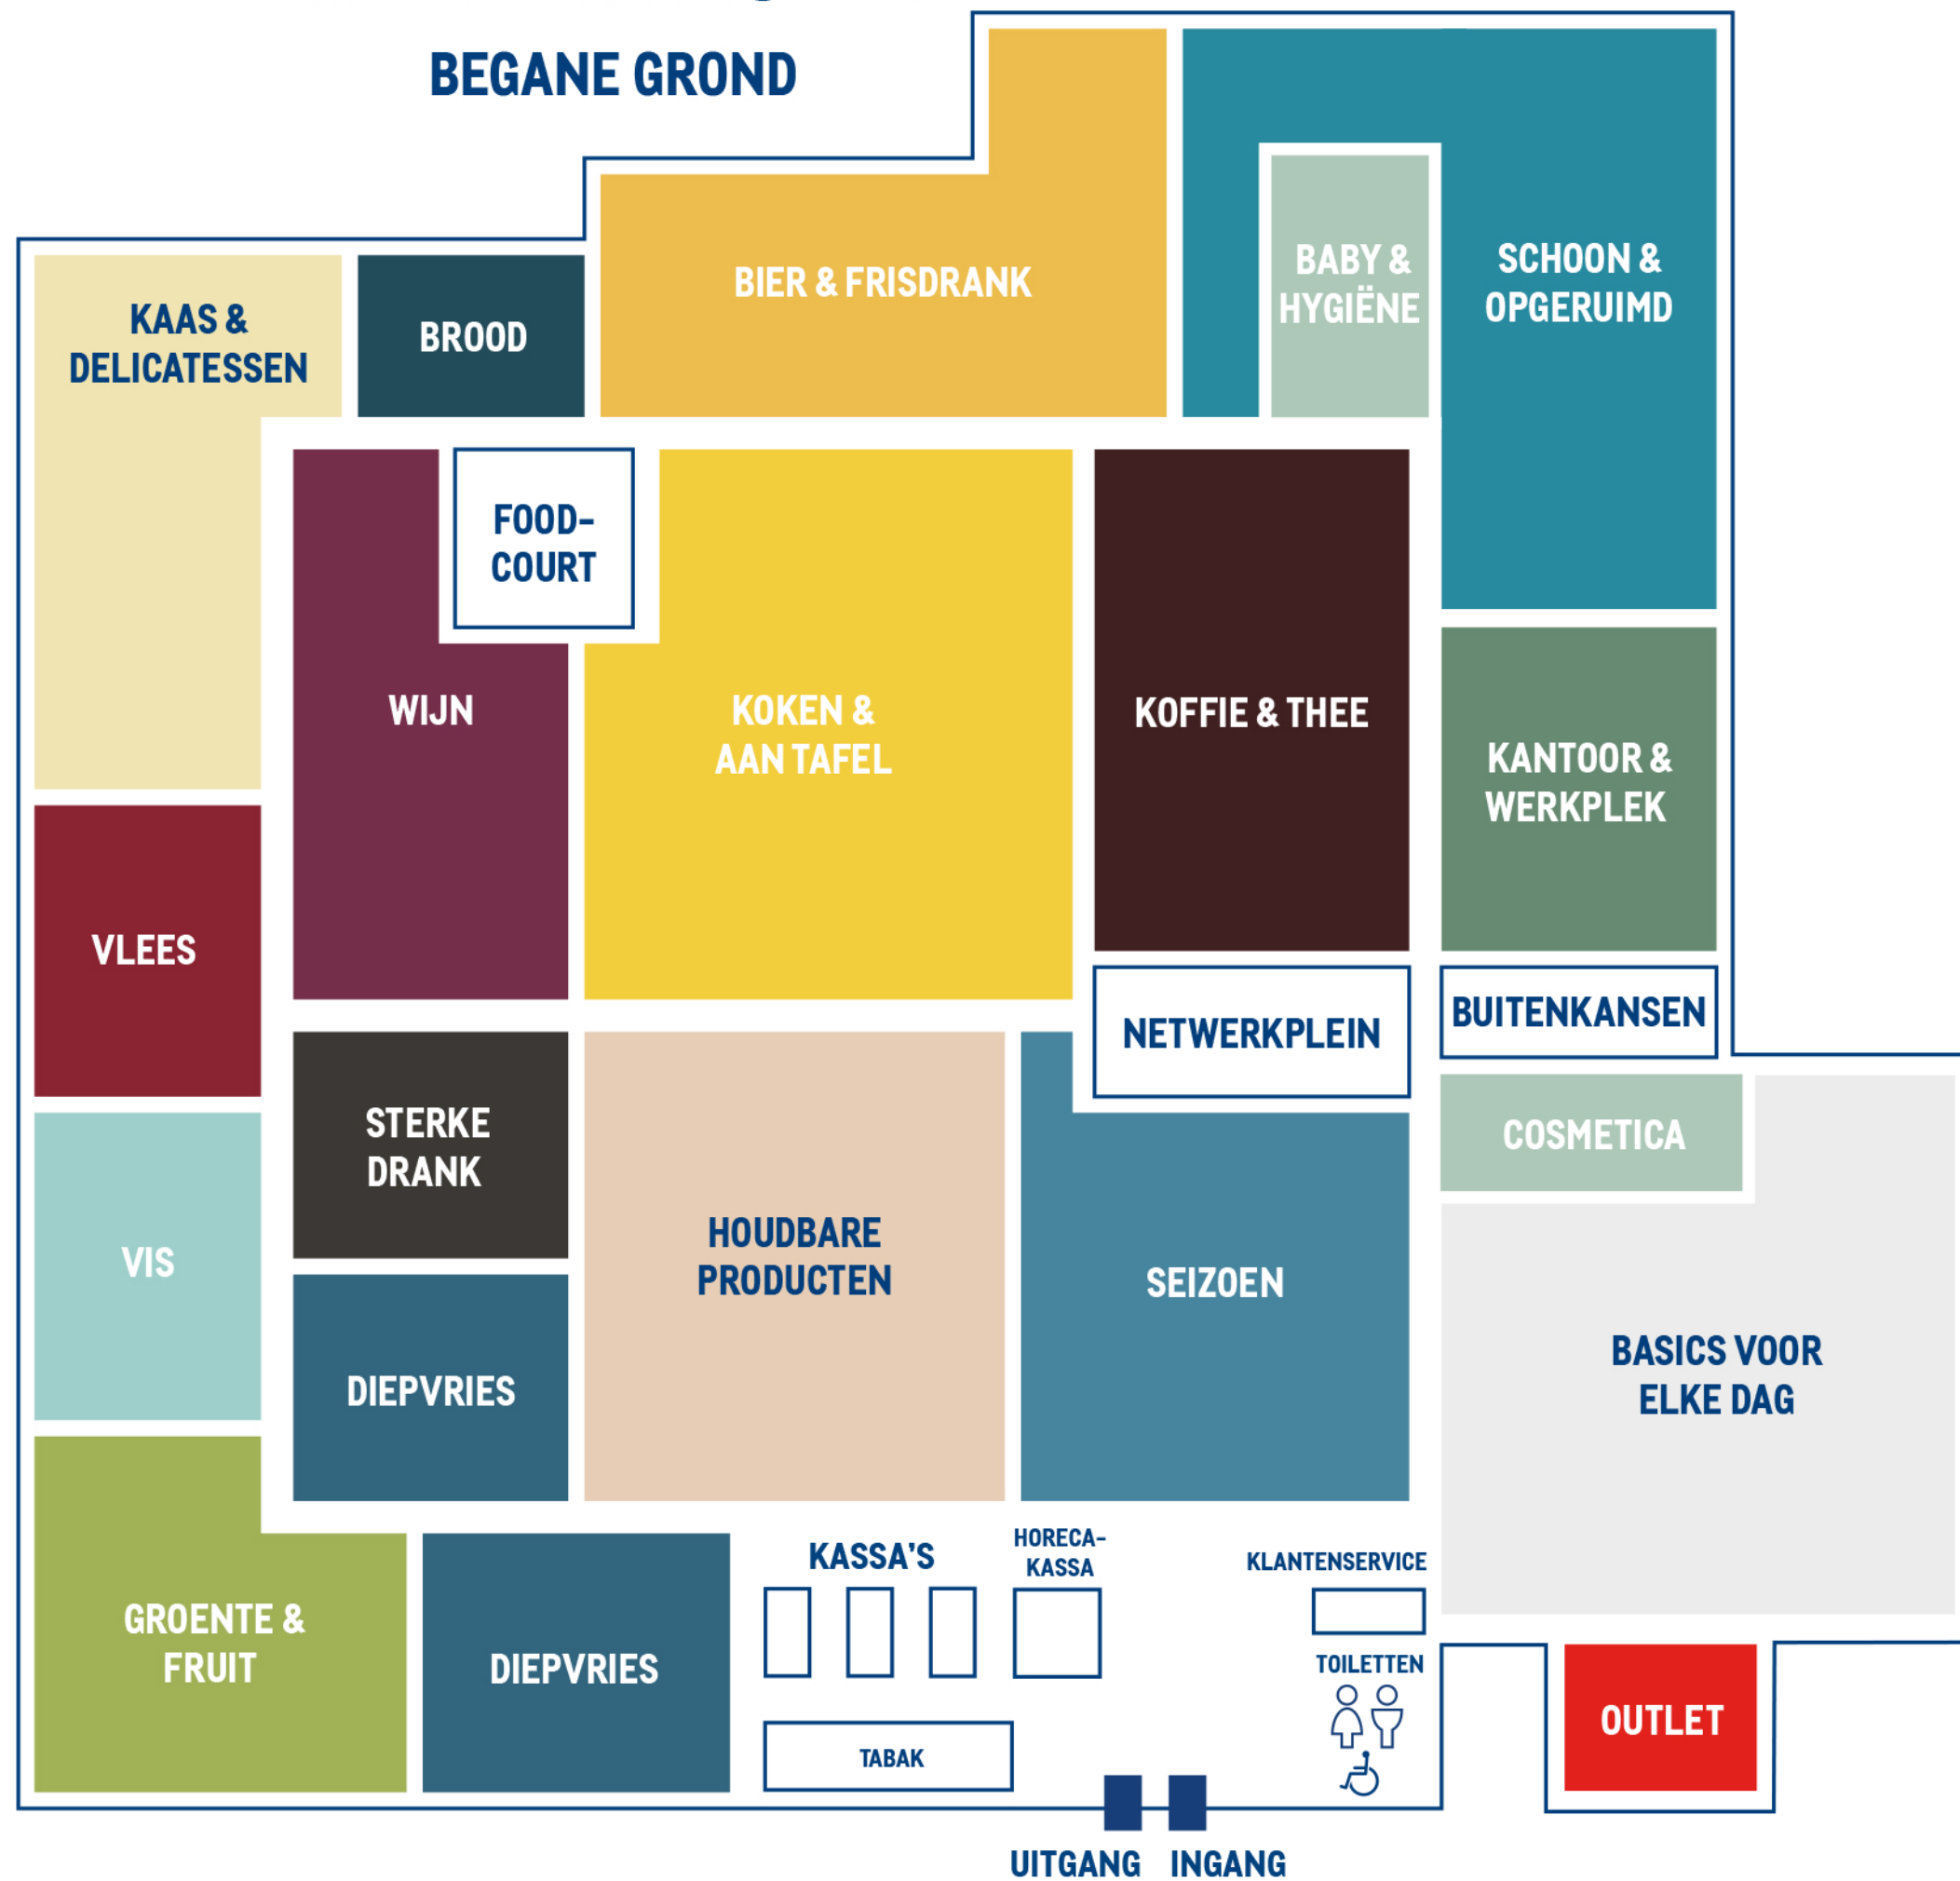 BEGANE GROND
KAAS &
DELICATESSEN
BROOD
BIER & FRISDRANK
BABY &
HYGIËNE
SCHOON &
OPGERUIMD
FOOD-
COURT
WIJN
KOKEN &
AAN TAFEL
KOFFIE & THEE
KANTOOR &
WERKPLEK
VLEES
NETWERKPLEIN
BUITENKANSEN
STERKE
DRANK
COSMETICA
VIS
HOUDBARE
PRODUCTEN
SEIZOEN
DIEPVRIES
BASICS VOOR
ELKE DAG
GROENTE &
FRUIT
DIEPVRIES
KASSA'S
HORECA-
KASSA
KLANTENSERVICE
TOILETTEN
TABAK
OUTLET
UITGANG
INGANG